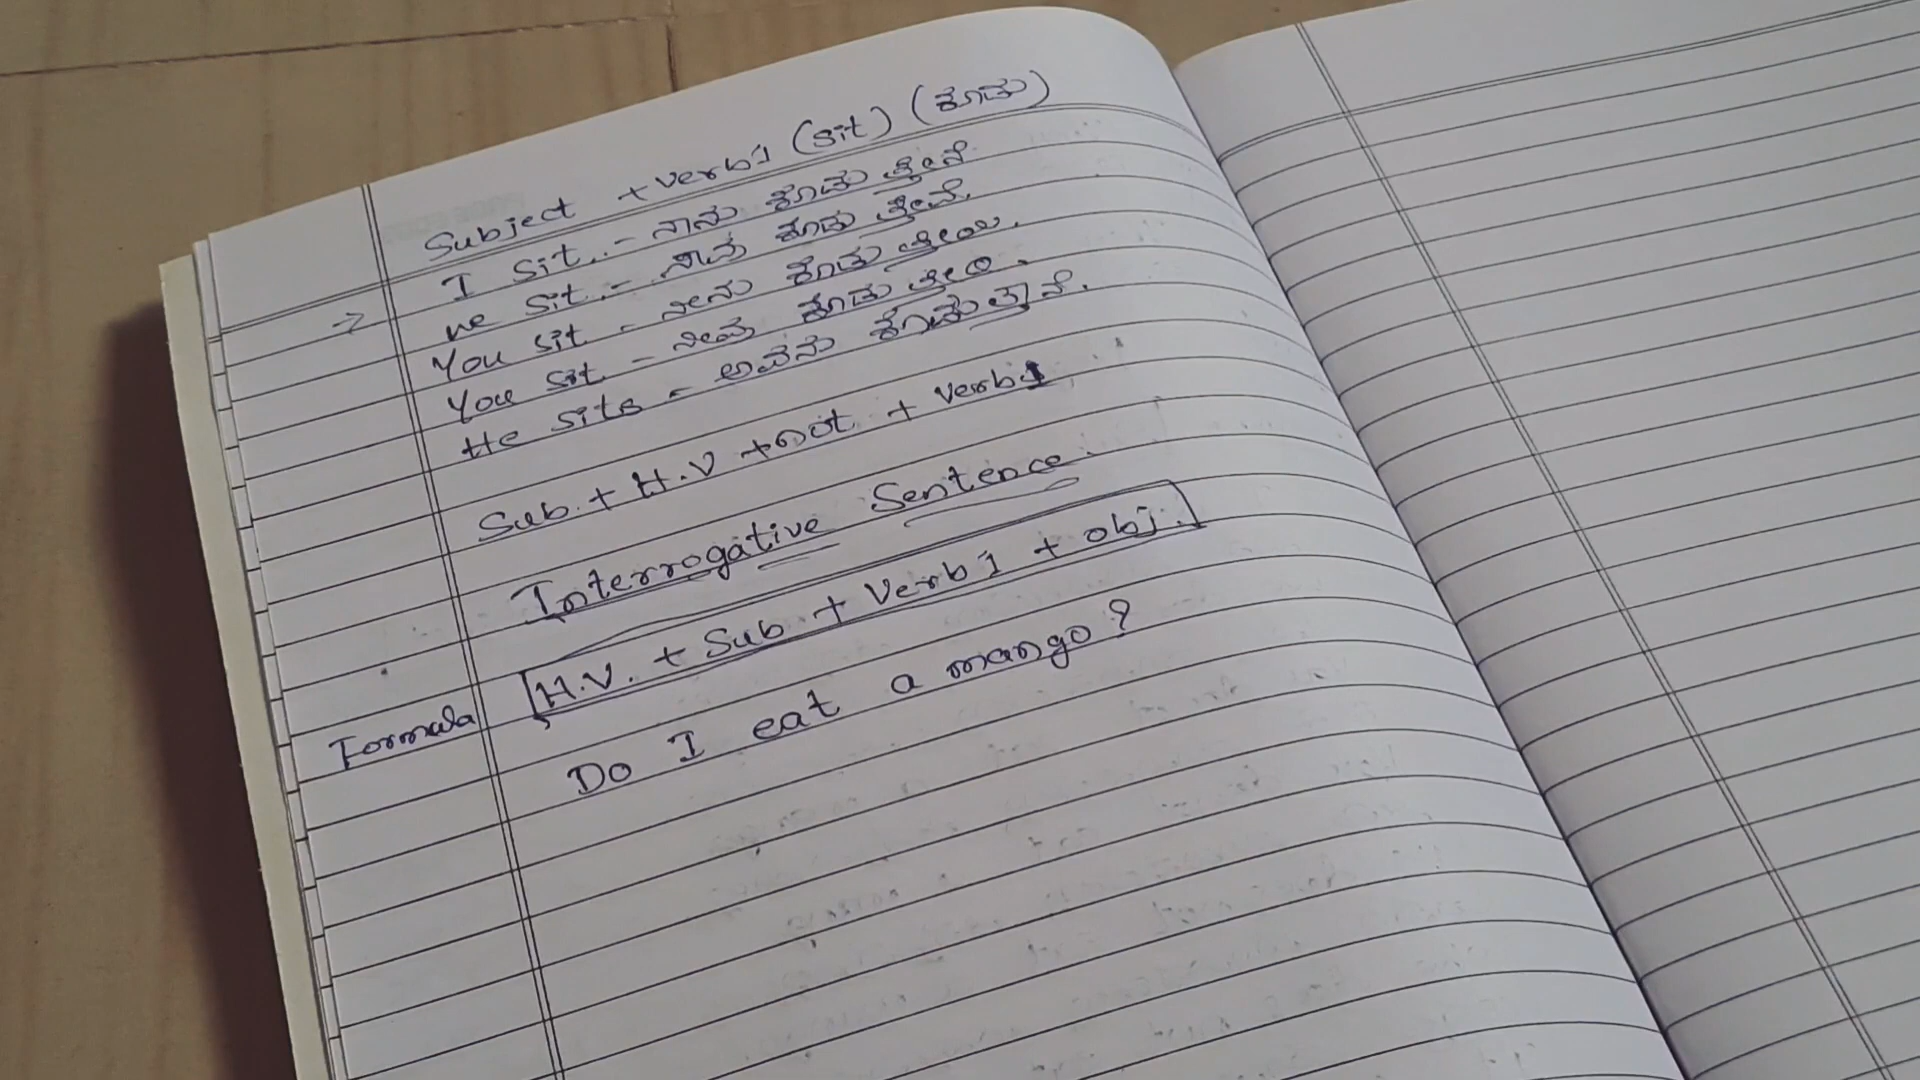 Subject + verb1 (sit) (ಕೂಡು)
→ I sit. - ನಾನು ಕೂಡುತ್ತೇನೆ
we sit. - ನಾವು ಕೂಡುತ್ತೇವೆ.
You sit - ನೀನು ಕೂಡುತ್ತೀಯ.
You sit - ನೀವು ಕೂಡುತ್ತೀರಿ.
He sits - ಅವನು ಕೂಡುತ್ತಾನೆ.
Sub. + H.V + not + verb1
Interrogative Sentence.
Formula [H.V. + Sub + Verb 1 + obj.]
Do I eat a mango?